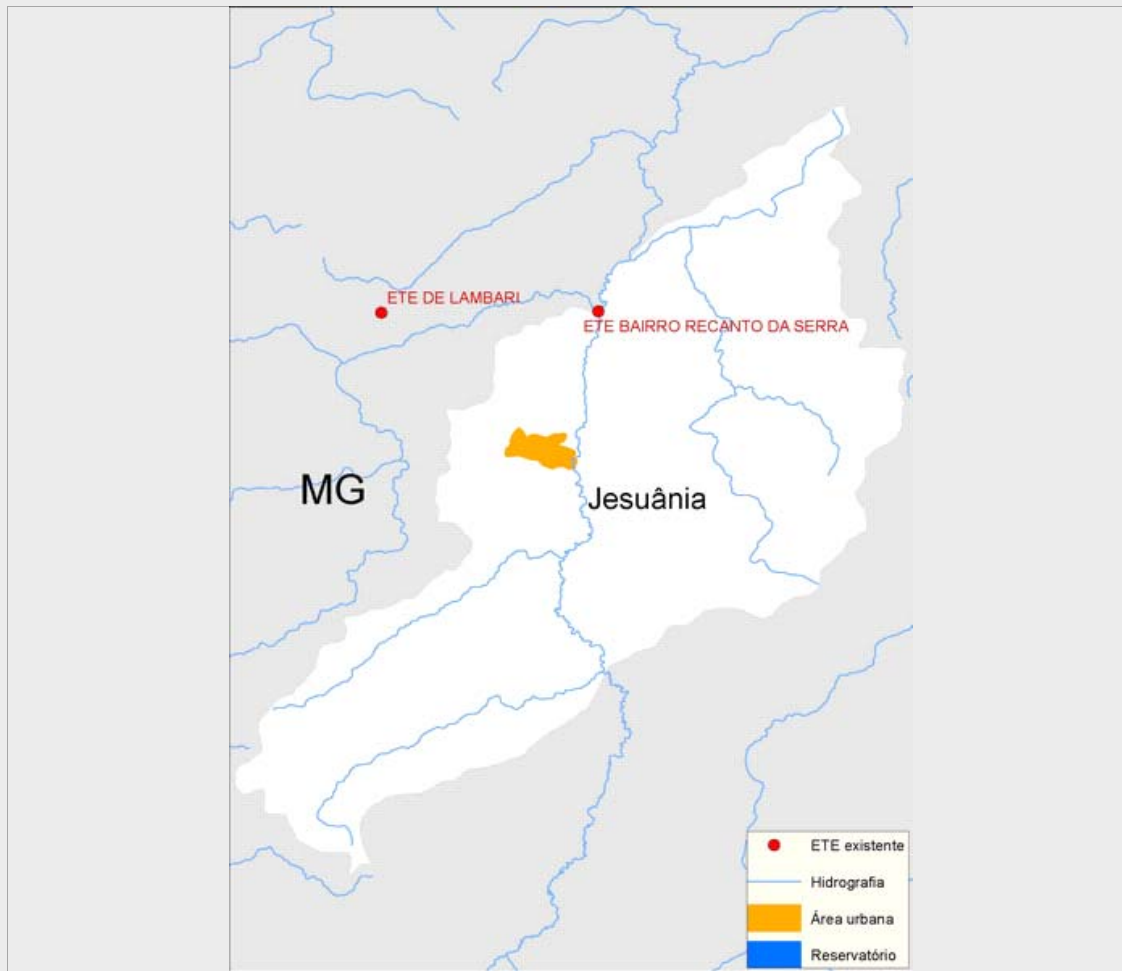 ETE DE LAMBARI
ETE BAIRRO RECANTO DA SERRA
MG
Jesuânia
ETE existente
Hidrografia
Área urbana
Reservatório